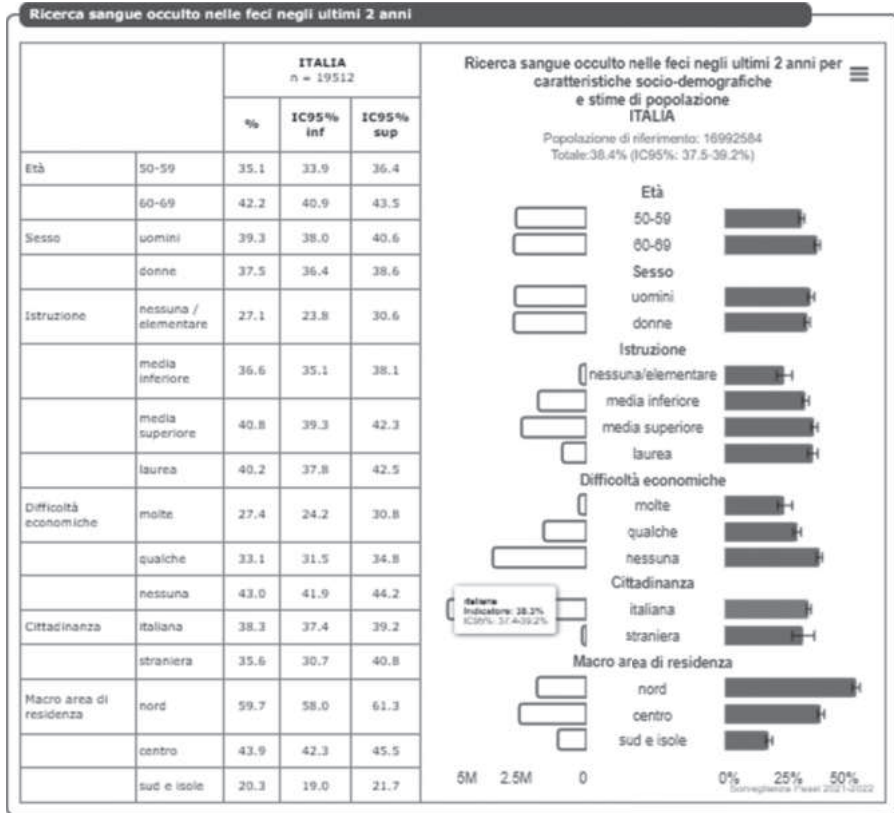 Ricerca sangue occulto nelle feci negli ultimi 2 anni
ITALIA
n = 19512
% IC95% inf IC95% sup
Età 50-59 35.1 33.9 36.4
60-69 42.2 40.9 43.5
Sesso uomini 39.3 38.0 40.6
donne 37.5 36.4 38.6
Istruzione nessuna / elementare 27.1 23.8 30.6
media inferiore 36.6 35.1 38.1
media superiore 40.8 39.3 42.3
laurea 40.2 37.8 42.5
Difficoltà economiche molte 27.4 24.2 30.8
qualche 33.1 31.5 34.8
nessuna 43.0 41.9 44.2
Cittadinanza italiana 38.3 37.4 39.2
straniera 35.6 30.7 40.8
Macro area di residenza nord 59.7 58.0 61.3
centro 43.9 42.3 45.5
sud e isole 20.3 19.0 21.7
Ricerca sangue occulto nelle feci negli ultimi 2 anni per
caratteristiche socio-demografiche
e stime di popolazione
ITALIA
Popolazione di riferimento: 16992584
Totale:38.4% (IC95%: 37.5-39.2%)
Età
50-59
60-69
Sesso
uomini
donne
Istruzione
nessuna/elementare
media inferiore
media superiore
laurea
Difficoltà economiche
molte
qualche
nessuna
Cittadinanza
italiana
straniera
italiana
Indicatore: 38.3%
IC95%: 37.4-39.2%
Macro area di residenza
nord
centro
sud e isole
5M 2.5M 0 0% 25% 50%
Sorveglianza Passi 2021-2022